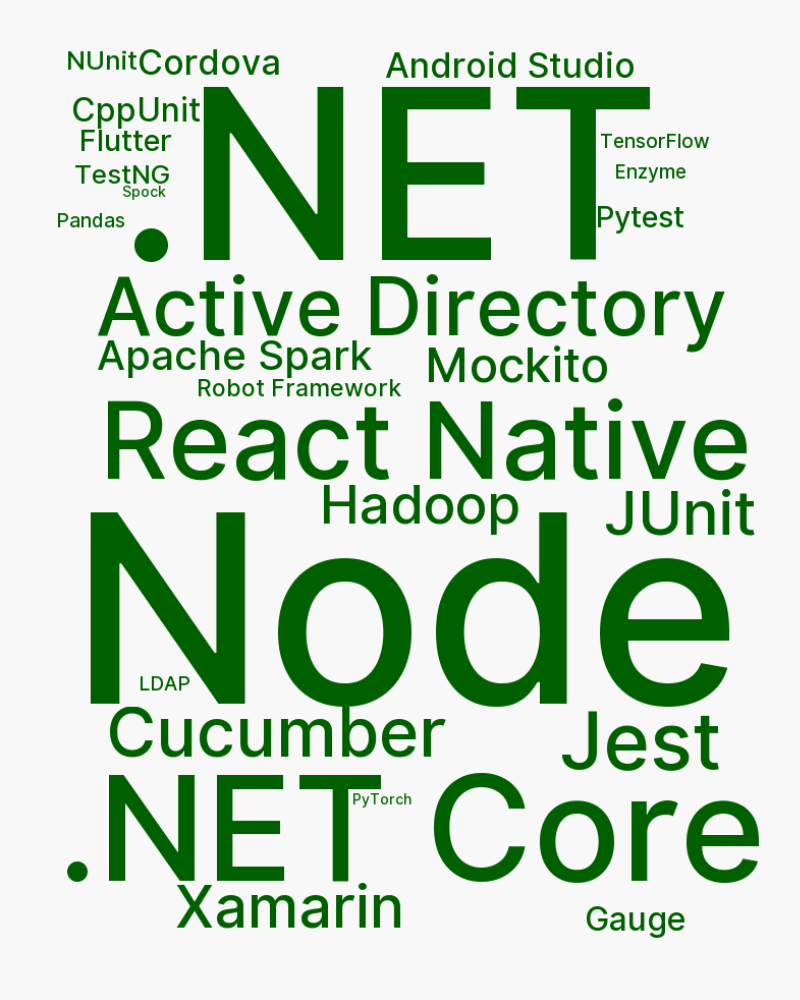 NUnit Cordova Android Studio
.NET
CppUnit
Flutter
TensorFlow
TestNG
Enzyme
Spock
Pandas
Pytest
Active Directory
Apache Spark Mockito
Robot Framework
React Native
Hadoop JUnit
Node
LDAP
Cucumber Jest
.NET Core
PyTorch
Xamarin Gauge